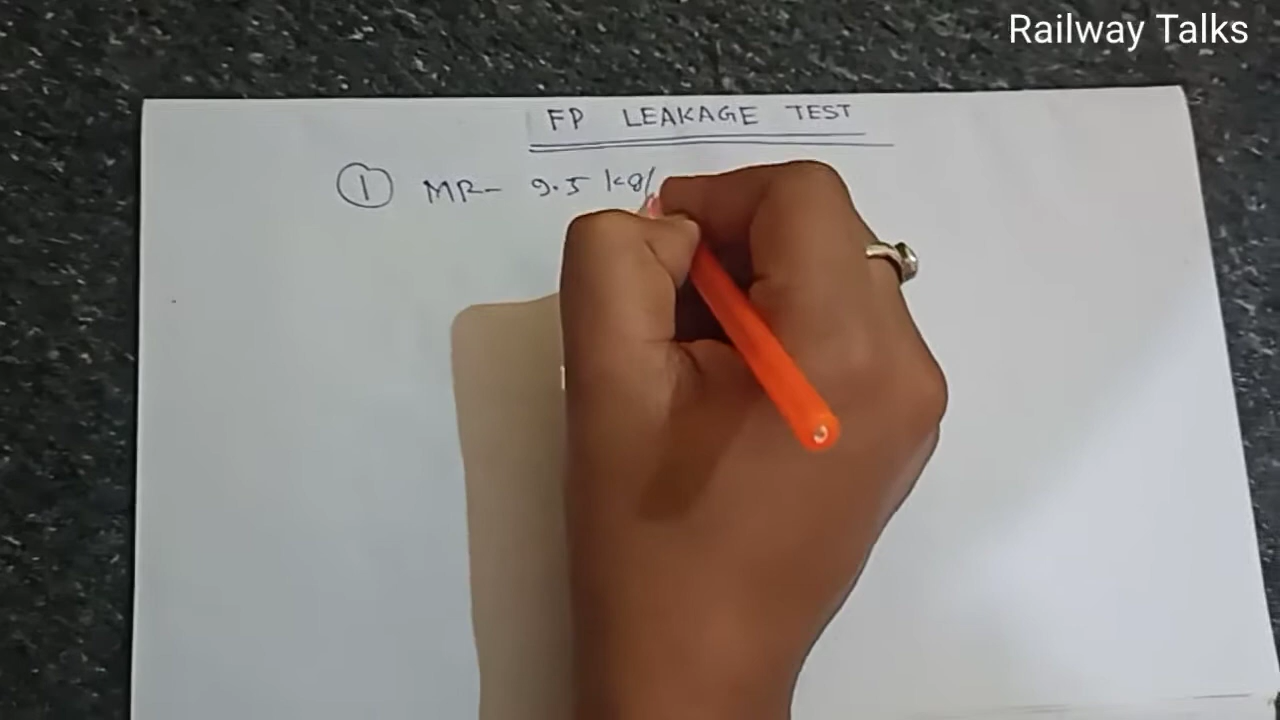 Railway Talks
FP LEAKAGE TEST
① MR- 9.5 kg/